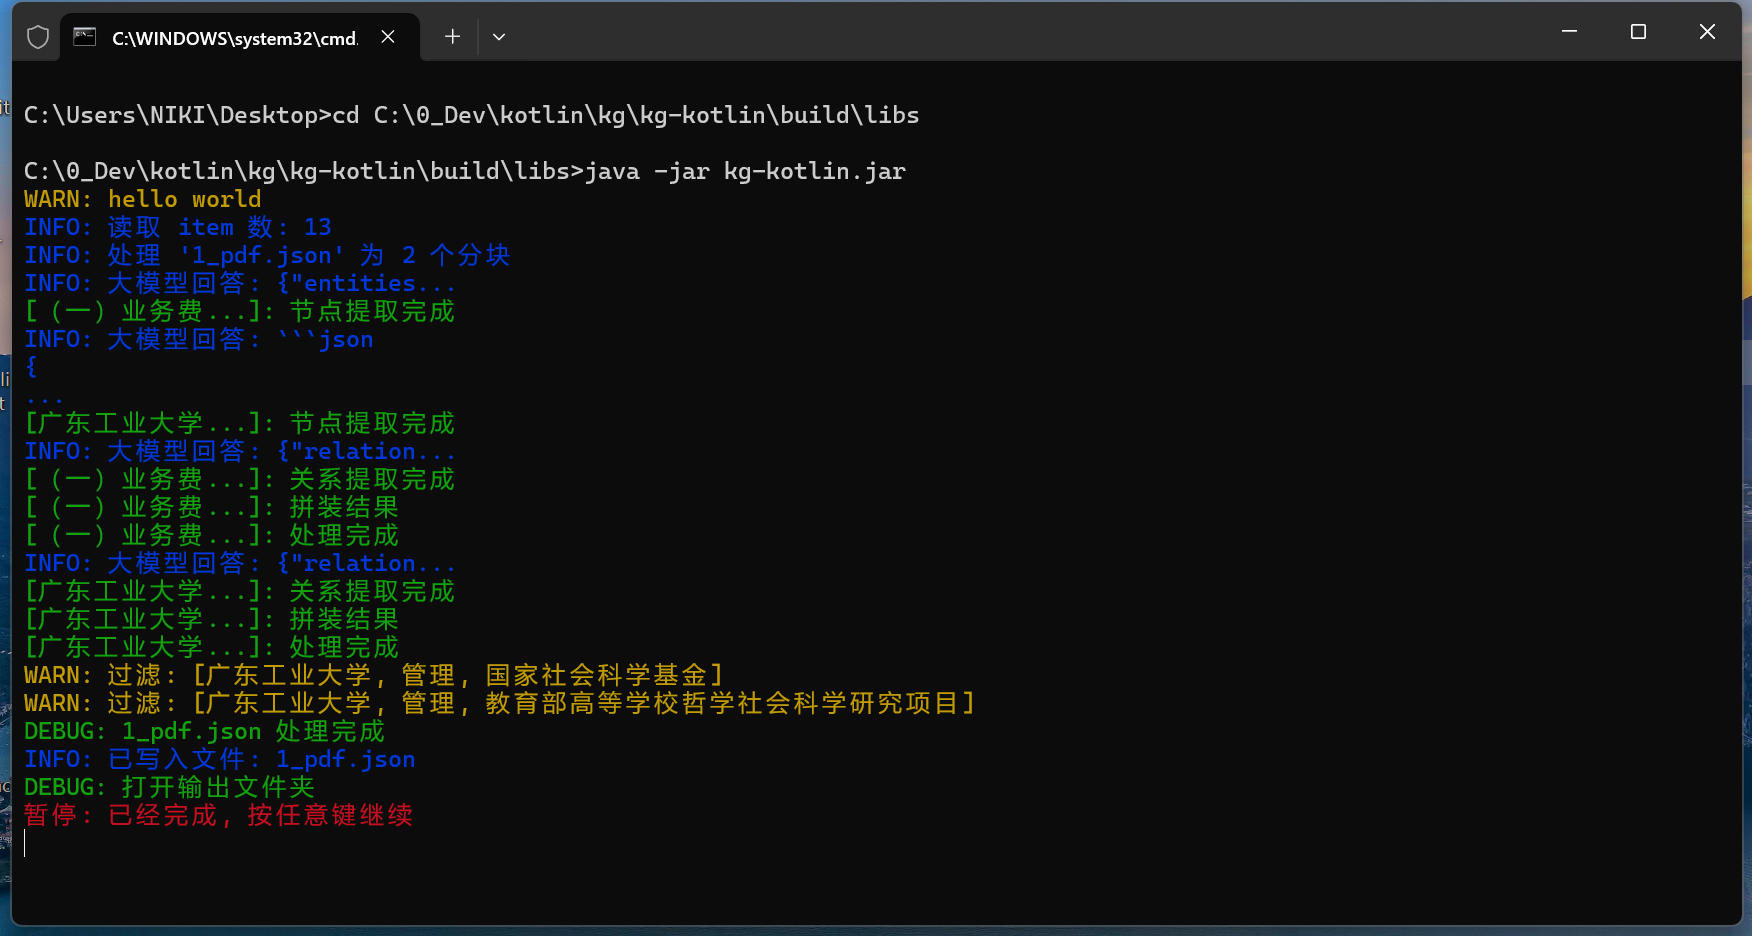 C:\WINDOWS\system32\cmd.
C:\Users\NIKI\Desktop>cd C:\0_Dev\kotlin\kg\kg-kotlin\build\libs
C:\0_Dev\kotlin\kg\kg-kotlin\build\libs>java -jar kg-kotlin.jar
WARN: hello world
INFO: 读取 item 数: 13
INFO: 处理 '1_pdf.json' 为 2 个分块
INFO: 大模型回答: {"entities...
[（一）业务费...]: 节点提取完成
INFO: 大模型回答: ```json
{
...
[广东工业大学...]: 节点提取完成
INFO: 大模型回答: {"relation...
[（一）业务费...]: 关系提取完成
[（一）业务费...]: 拼装结果
[（一）业务费...]: 处理完成
INFO: 大模型回答: {"relation...
[广东工业大学...]: 关系提取完成
[广东工业大学...]: 拼装结果
[广东工业大学...]: 处理完成
WARN: 过滤: [广东工业大学, 管理, 国家社会科学基金]
WARN: 过滤: [广东工业大学, 管理, 教育部高等学校哲学社会科学研究项目]
DEBUG: 1_pdf.json 处理完成
INFO: 已写入文件: 1_pdf.json
DEBUG: 打开输出文件夹
暂停: 已经完成, 按任意键继续